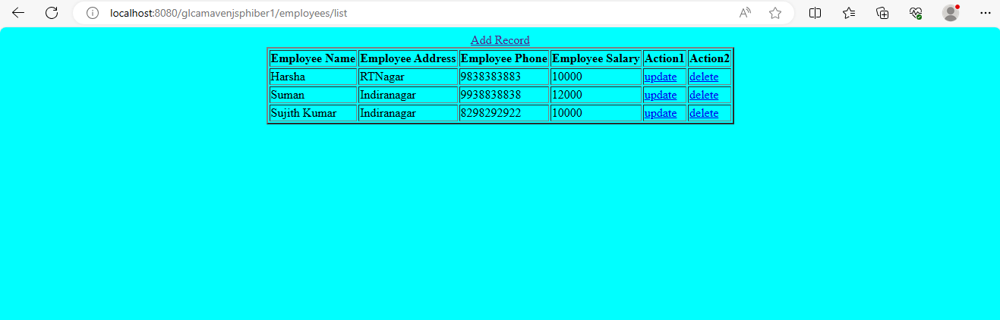 localhost:8080/glcamavenjsphiber1/employees/list
Add Record
Employee Name Employee Address Employee Phone Employee Salary Action1 Action2
Harsha RTNagar 9838383883 10000 update delete
Suman Indiranagar 9938838838 12000 update delete
Sujith Kumar Indiranagar 8298292922 10000 update delete